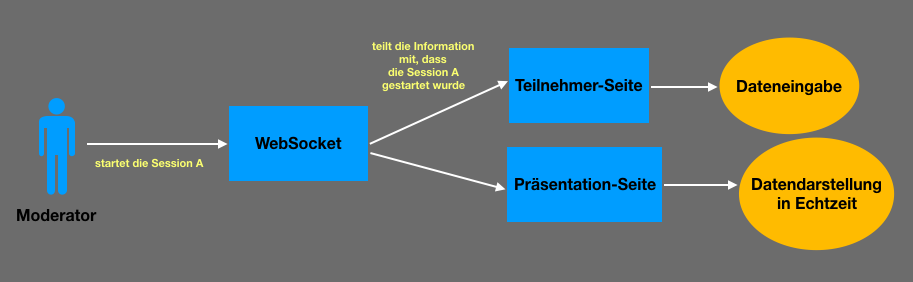 teilt die Information
mit, dass
die Session A
gestartet wurde
Teilnehmer-Seite
Dateneingabe
WebSocket
startet die Session A
Präsentation-Seite
Datendarstellung
in Echtzeit
Moderator